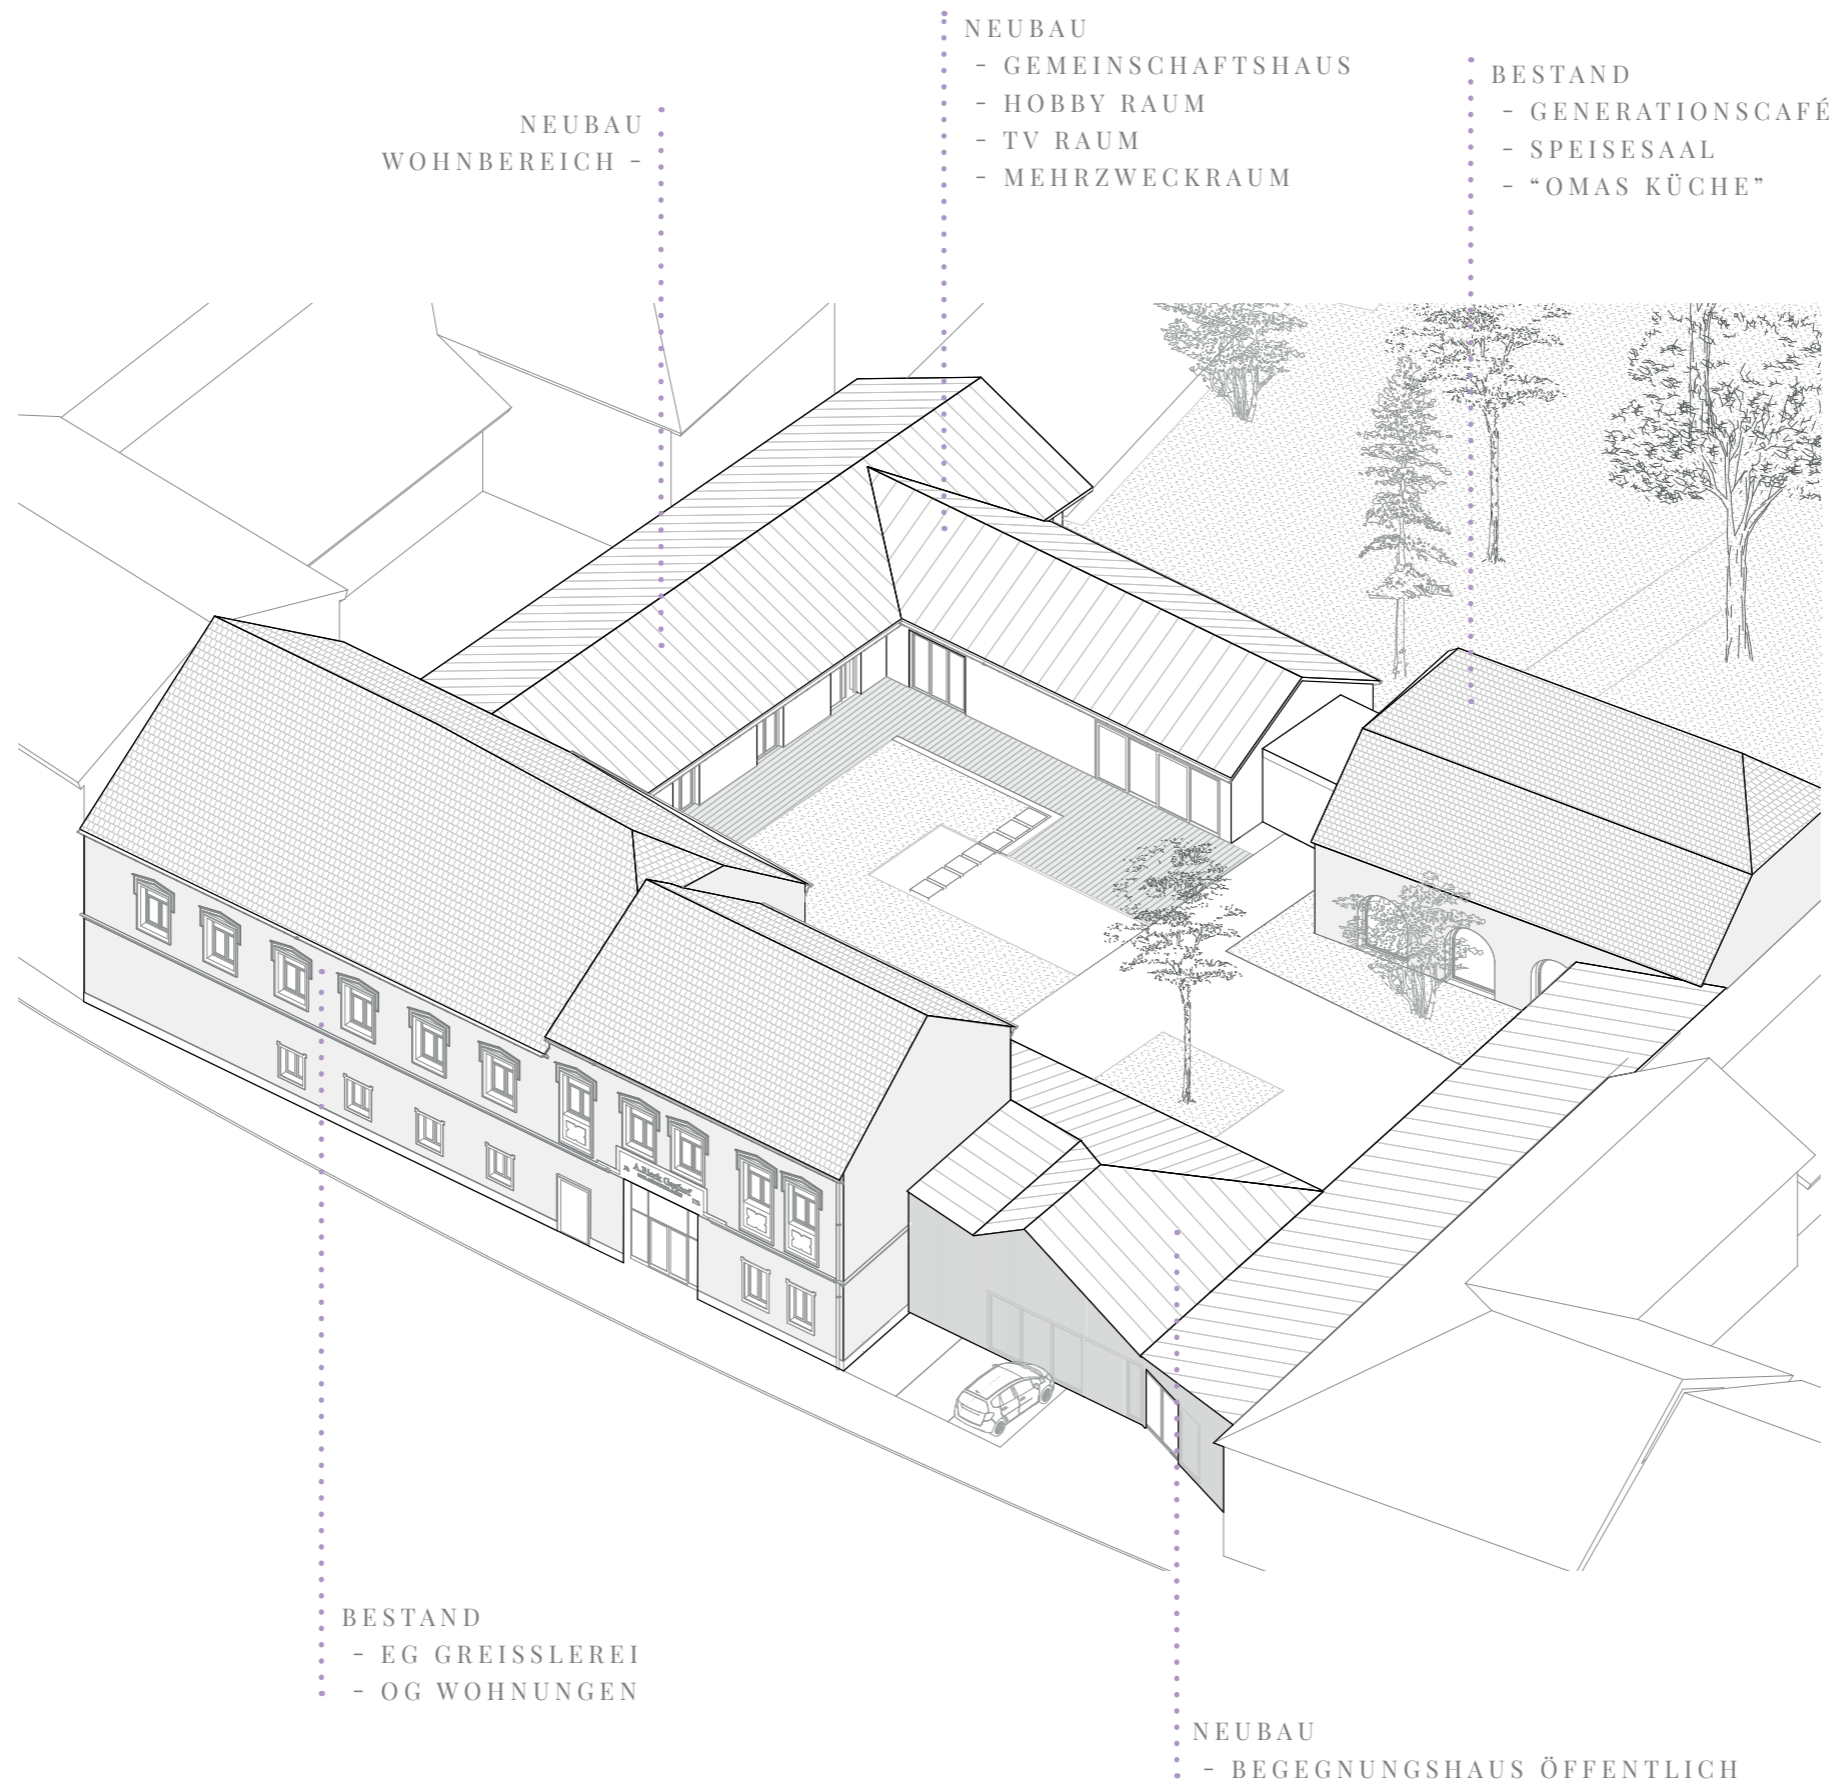 NEUBAU
- GEMEINSCHAFTSHAUS
- HOBBY RAUM
- TV RAUM
- MEHRZWECKRAUM
BESTAND
- GENERATIONSCAFÉ
- SPEISESAAL
- “OMAS KÜCHE”
NEUBAU
WOHNBEREICH -
BESTAND
- EG GREISSLEREI
- OG WOHNUNGEN
NEUBAU
- BEGEGNUNGSHAUS ÖFFENTLICH